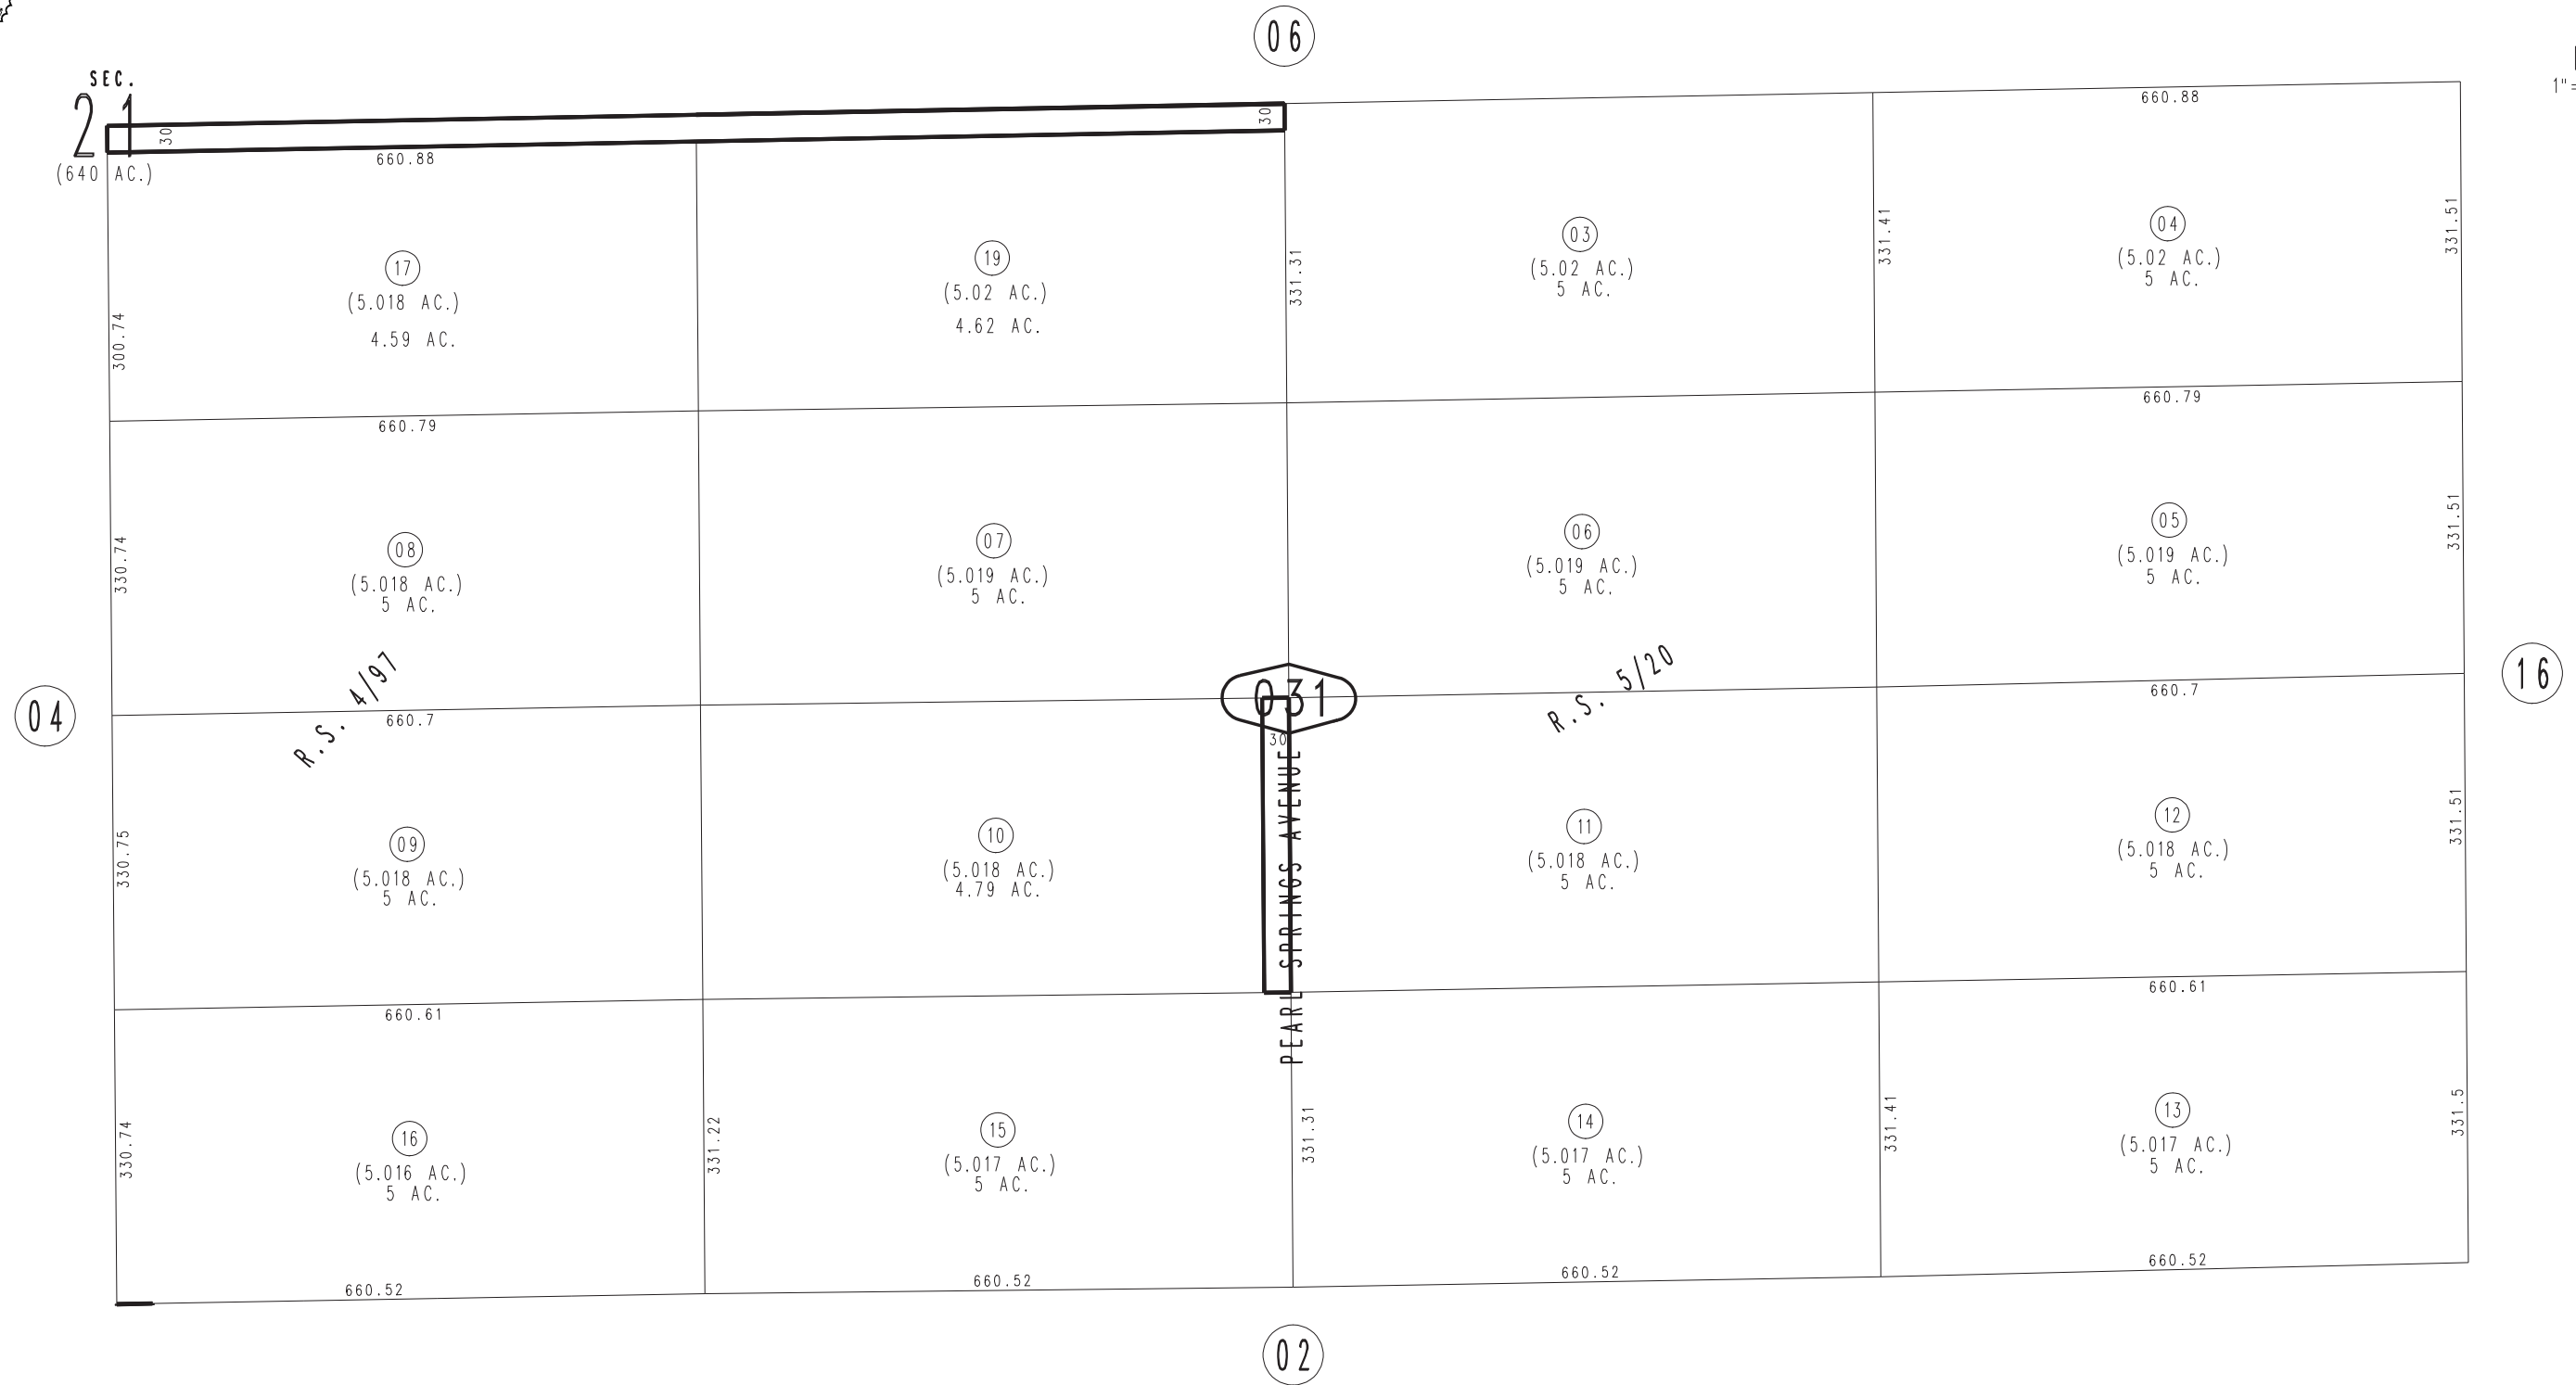 06
SEC.
21
(640 AC.)
1"=
30
30
660.88
660.88
17
(5.018 AC.)
4.59 AC.
300.74
19
(5.02 AC.)
4.62 AC.
331.31
03
(5.02 AC.)
5 AC.
331.41
04
(5.02 AC.)
5 AC.
331.51
660.79
660.79
08
(5.018 AC.)
5 AC.
330.74
07
(5.019 AC.)
5 AC.
06
(5.019 AC.)
5 AC.
05
(5.019 AC.)
5 AC.
331.51
04
R.S. 4/97
660.7
031
30
PEARL SPRINGS AVENUE
R.S. 5/20
660.7
16
09
(5.018 AC.)
5 AC.
330.75
10
(5.018 AC.)
4.79 AC.
11
(5.018 AC.)
5 AC.
12
(5.018 AC.)
5 AC.
331.51
660.61
660.61
16
(5.016 AC.)
5 AC.
330.74
331.22
15
(5.017 AC.)
5 AC.
331.31
14
(5.017 AC.)
5 AC.
331.41
13
(5.017 AC.)
5 AC.
331.5
660.52
660.52
660.52
660.52
02